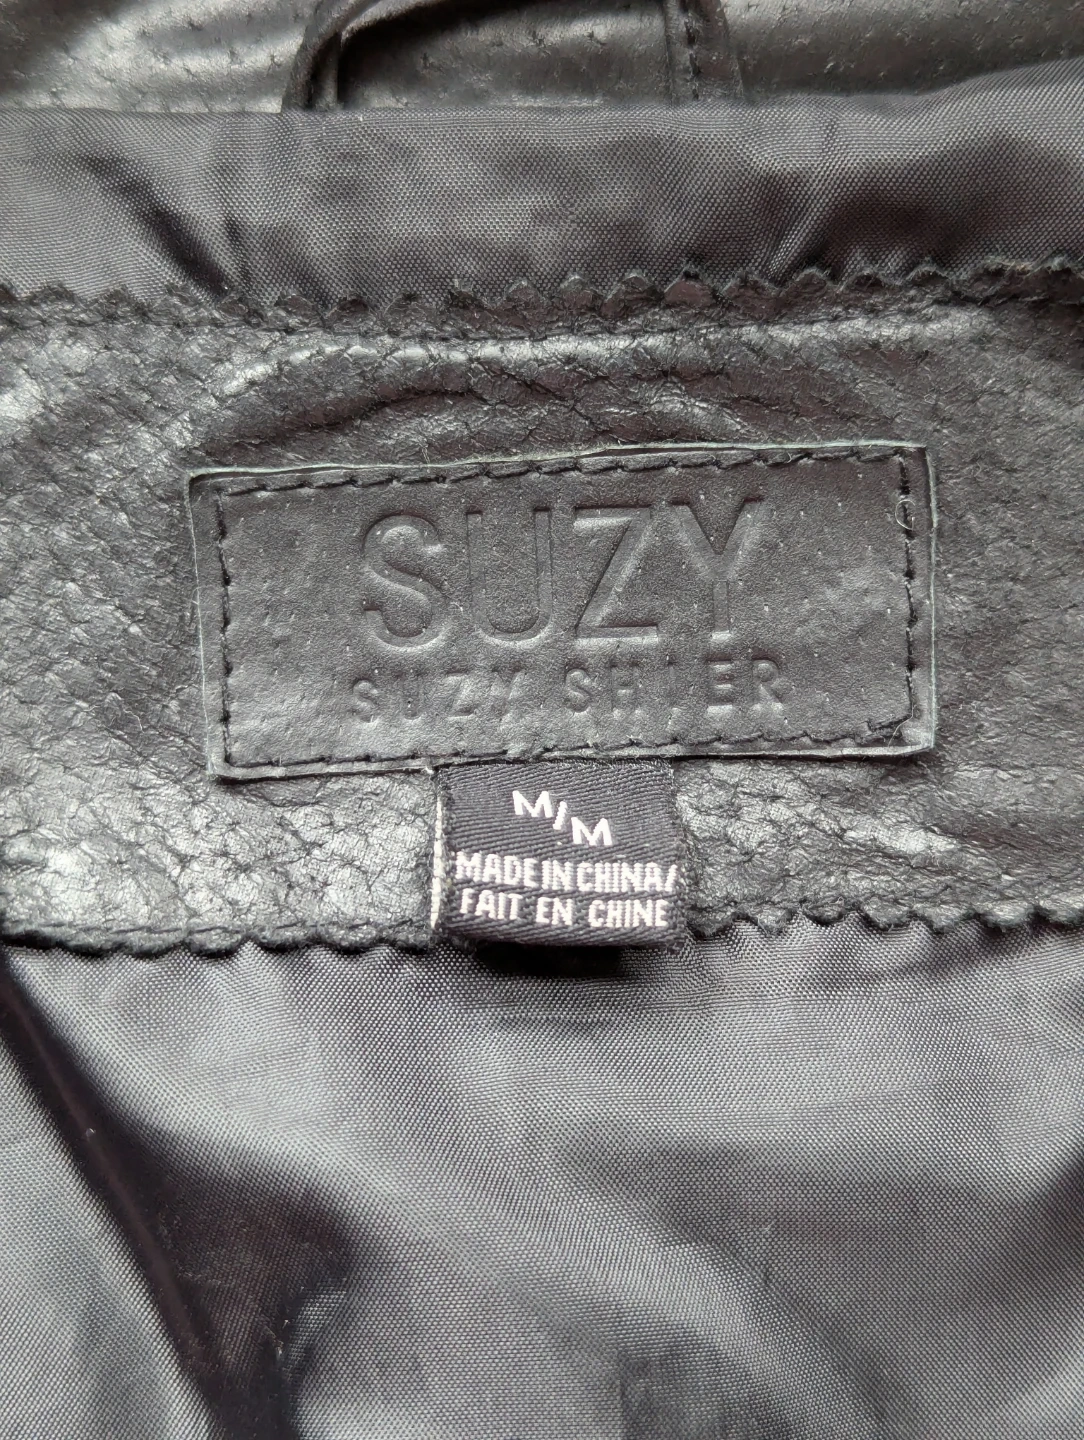 SUZY
SUZY SHIER
M/M
MADE IN CHINA/
FAIT EN CHINE